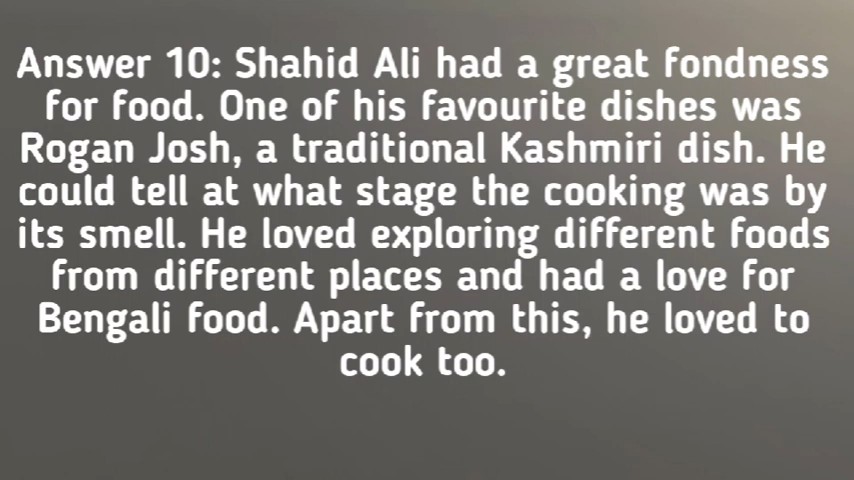 Answer 10: Shahid Ali had a great fondness
for food. One of his favourite dishes was
Rogan Josh, a traditional Kashmiri dish. He
could tell at what stage the cooking was by
its smell. He loved exploring different foods
from different places and had a love for
Bengali food. Apart from this, he loved to
cook too.